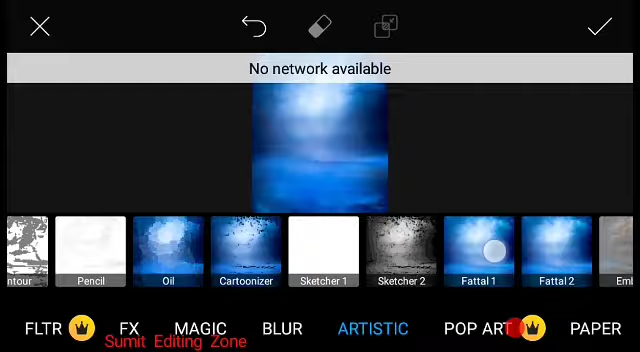 No network available
ntour Pencil Oil Cartoonizer Sketcher 1 Sketcher 2 Fattal 1 Fattal 2 Emb
FLTR FX MAGIC BLUR ARTISTIC POP ART PAPER
Sumit Editing Zone